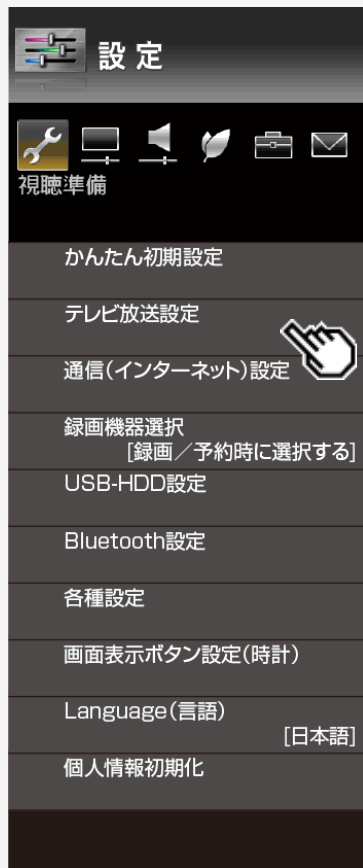 設定
視聴準備
かんたん初期設定
テレビ放送設定
通信(インターネット)設定
録画機器選択
[録画／予約時に選択する]
USB-HDD設定
Bluetooth設定
各種設定
画面表示ボタン設定(時計)
Language(言語)
[日本語]
個人情報初期化